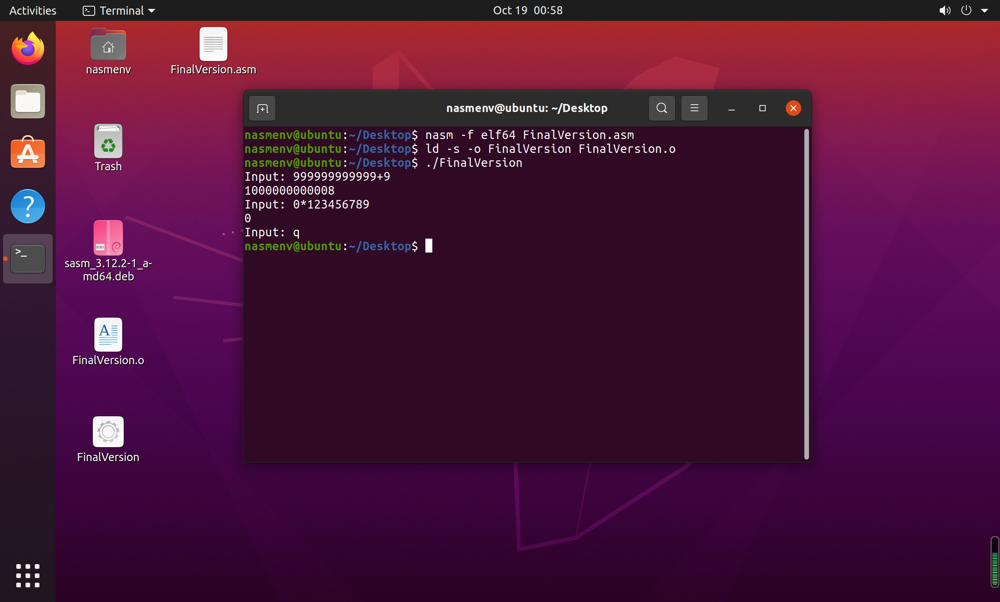 Activities
Terminal
Oct 19 00:58
nasmenv
FinalVersion.asm
Trash
sasm_3.12.2-1_a-
md64.deb
FinalVersion.o
FinalVersion
nasmenv@ubuntu: ~/Desktop
nasmenv@ubuntu:~/Desktop$ nasm -f elf64 FinalVersion.asm
nasmenv@ubuntu:~/Desktop$ ld -s -o FinalVersion FinalVersion.o
nasmenv@ubuntu:~/Desktop$ ./FinalVersion
Input: 999999999999+9
1000000000008
Input: 0*123456789
0
Input: q
nasmenv@ubuntu:~/Desktop$